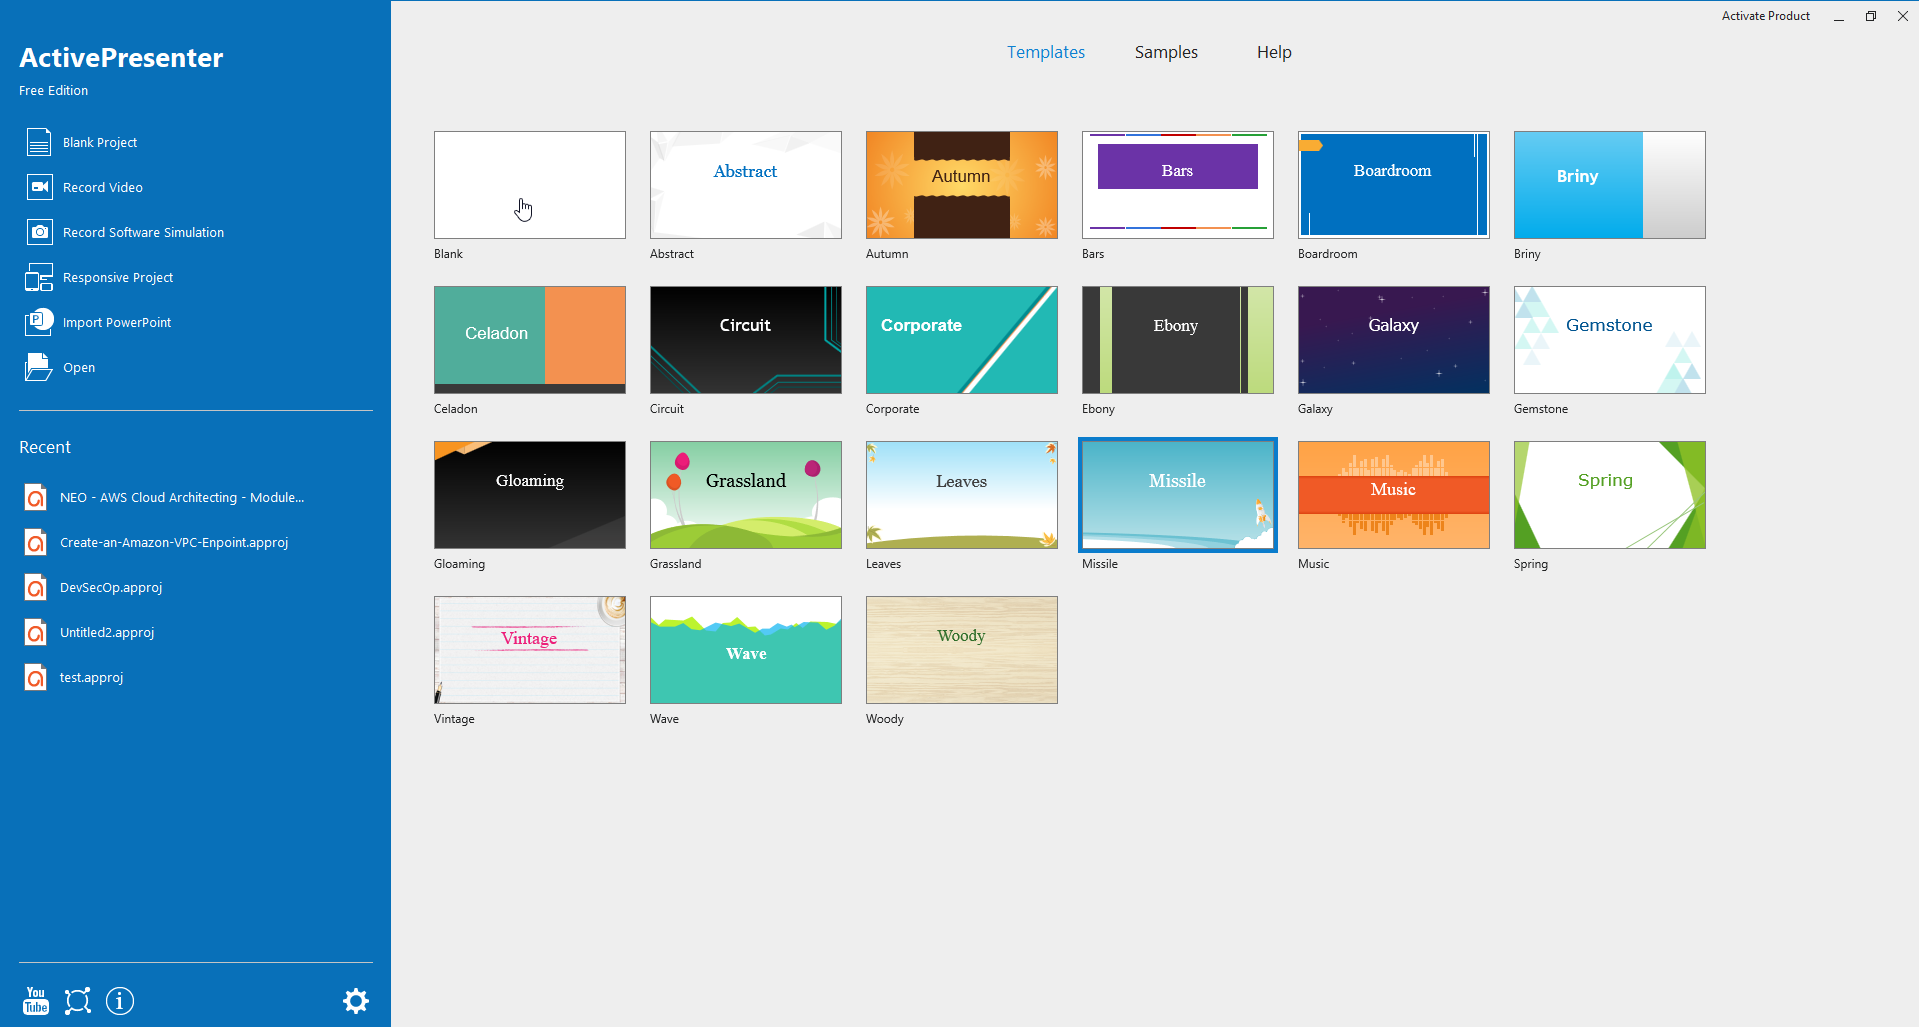 Activate Product
ActivePresenter
Free Edition
Templates Samples Help
Blank Project
Record Video
Record Software Simulation
Responsive Project
Import PowerPoint
Open
Recent
NEO - AWS Cloud Architecting - Module...
Create-an-Amazon-VPC-Enpoint.approj
DevSecOp.approj
Untitled2.approj
test.approj
You
Tube
Abstract
Autumn
Bars
Boardroom
Briny
Blank
Abstract
Autumn
Bars
Boardroom
Briny
Celadon
Circuit
Corporate
Ebony
Galaxy
Gemstone
Celadon
Circuit
Corporate
Ebony
Galaxy
Gemstone
Gloaming
Grassland
Leaves
Missile
Music
Spring
Gloaming
Grassland
Leaves
Missile
Music
Spring
Vintage
Wave
Woody
Vintage
Wave
Woody